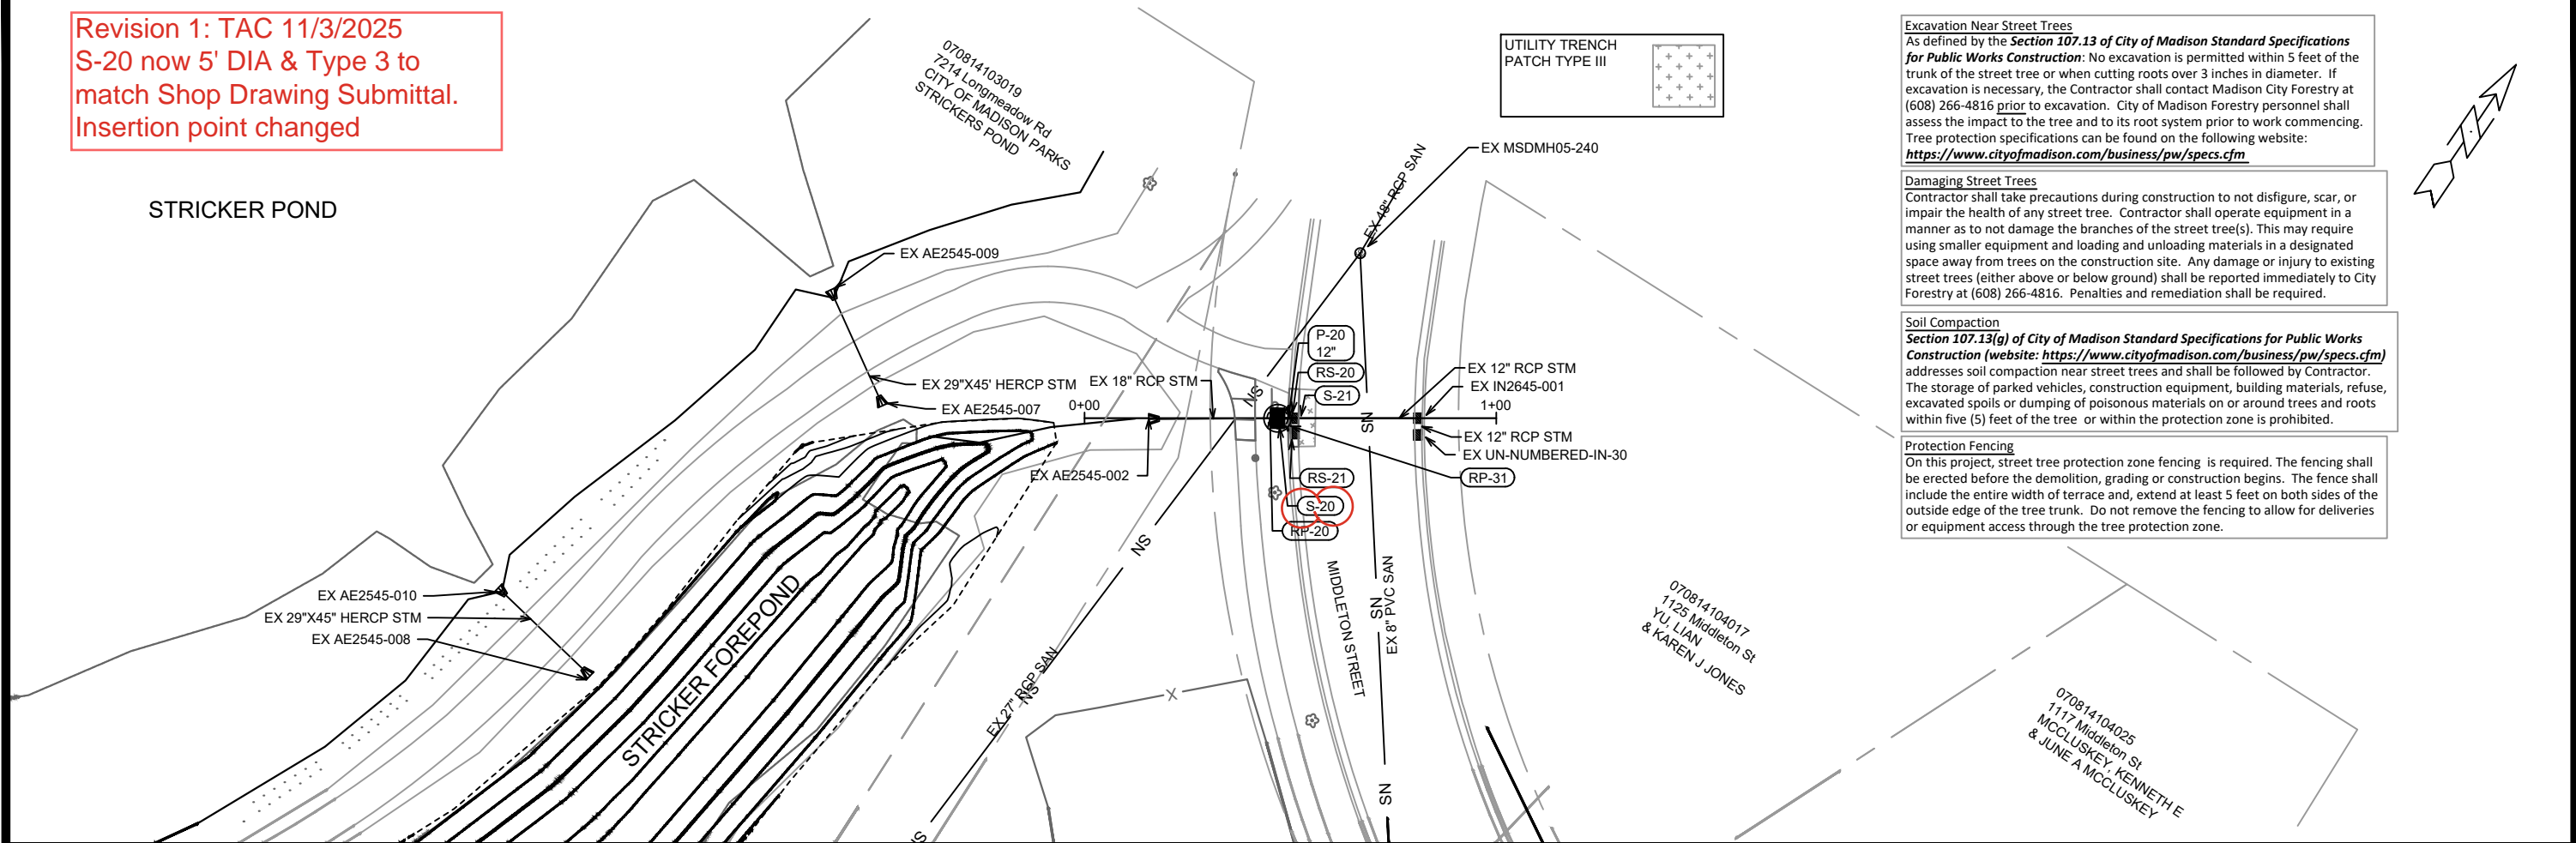 Revision 1: TAC 11/3/2025
S-20 now 5' DIA & Type 3 to
match Shop Drawing Submittal.
Insertion point changed
STRICKER POND
070814103019
7214 Longmeadow Rd
CITY OF MADISON PARKS
STRICKERS POND
UTILITY TRENCH
PATCH TYPE III
EX MSDMH05-240
EX 48" RCP SAN
EX AE2545-009
EX 29"X45' HERCP STM
EX AE2545-007
EX 18" RCP STM
0+00
P-20
12"
RS-20
S-21
EX 12" RCP STM
EX IN2645-001
1+00
NS
SN
EX 12" RCP STM
EX UN-NUMBERED-IN-30
EX AE2545-002
RS-21
RP-31
S-20
RP-20
NS
EX AE2545-010
EX 29"X45" HERCP STM
EX AE2545-008
STRICKER FOREPOND
EX 27" RCP SAN
NS
MIDDLETON STREET
SN
EX 8" PVC SAN
SN
NS
070814104017
1125 Middleton St
YU, LIAN
& KAREN J JONES
070814104025
1117 Middleton St
MCCLUSKEY, KENNETH E
& JUNE A MCCLUSKEY
Excavation Near Street Trees
As defined by the Section 107.13 of City of Madison Standard Specifications
for Public Works Construction: No excavation is permitted within 5 feet of the
trunk of the street tree or when cutting roots over 3 inches in diameter. If
excavation is necessary, the Contractor shall contact Madison City Forestry at
(608) 266-4816 prior to excavation. City of Madison Forestry personnel shall
assess the impact to the tree and to its root system prior to work commencing.
Tree protection specifications can be found on the following website:
https://www.cityofmadison.com/business/pw/specs.cfm
Damaging Street Trees
Contractor shall take precautions during construction to not disfigure, scar, or
impair the health of any street tree. Contractor shall operate equipment in a
manner as to not damage the branches of the street tree(s). This may require
using smaller equipment and loading and unloading materials in a designated
space away from trees on the construction site. Any damage or injury to existing
street trees (either above or below ground) shall be reported immediately to City
Forestry at (608) 266-4816. Penalties and remediation shall be required.
Soil Compaction
Section 107.13(g) of City of Madison Standard Specifications for Public Works
Construction (website: https://www.cityofmadison.com/business/pw/specs.cfm)
addresses soil compaction near street trees and shall be followed by Contractor.
The storage of parked vehicles, construction equipment, building materials, refuse,
excavated spoils or dumping of poisonous materials on or around trees and roots
within five (5) feet of the tree or within the protection zone is prohibited.
Protection Fencing
On this project, street tree protection zone fencing is required. The fencing shall
be erected before the demolition, grading or construction begins. The fence shall
include the entire width of terrace and, extend at least 5 feet on both sides of the
outside edge of the tree trunk. Do not remove the fencing to allow for deliveries
or equipment access through the tree protection zone.